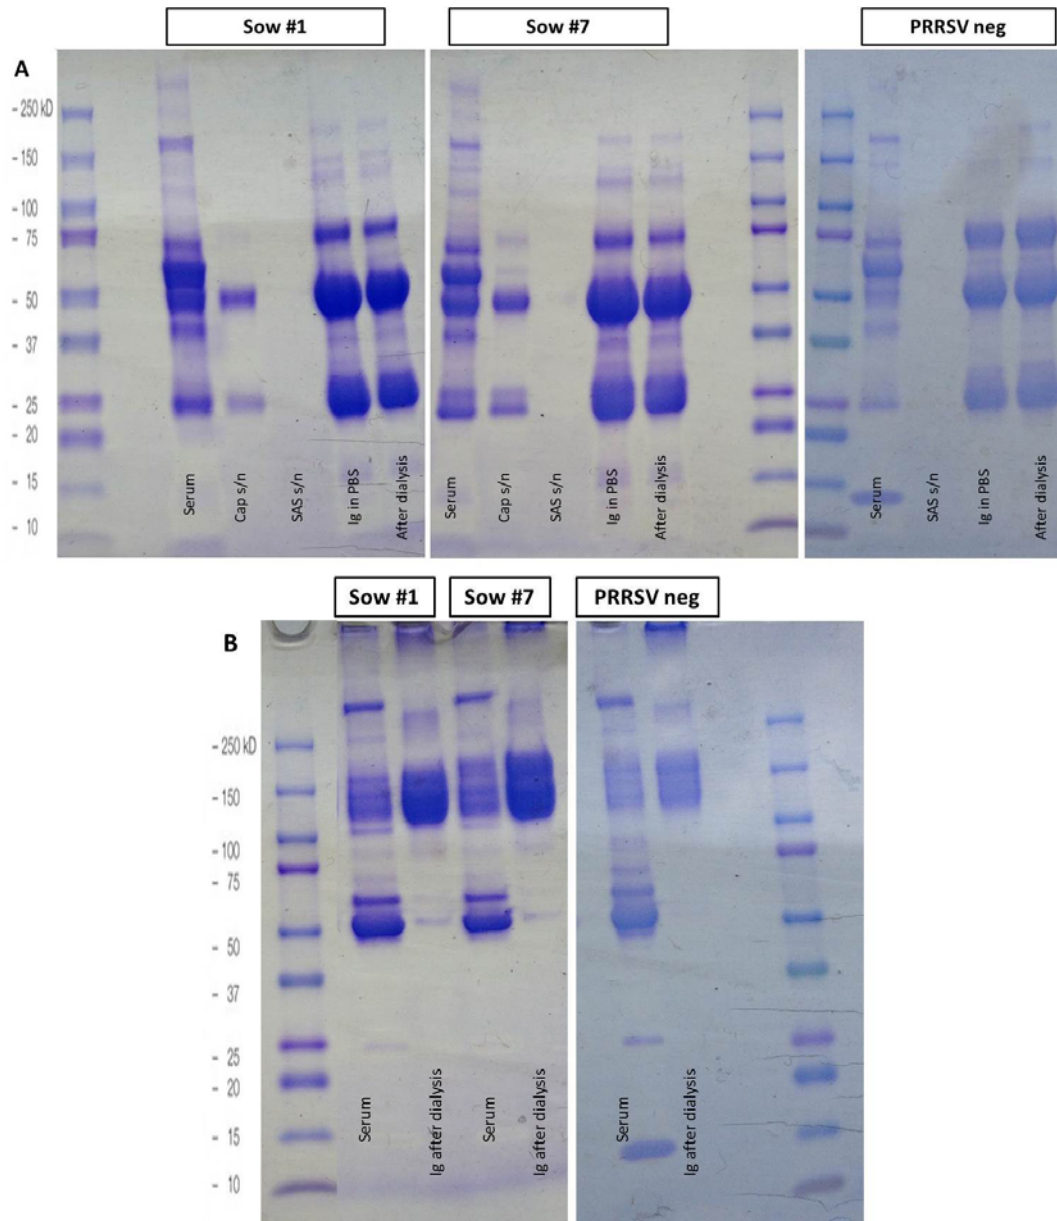 Sow #1
Sow #7
PRRSV neg
A
- 250 kD
- 150
- 100
- 75
- 50
- 37
- 25
- 20
- 15
- 10
Serum
Cap s/n
SAS s/n
Ig in PBS
After dialysis
Serum
Cap s/n
SAS s/n
Ig in PBS
After dialysis
Serum
SAS s/n
Ig in PBS
After dialysis
Sow #1
Sow #7
PRRSV neg
B
- 250 kD
- 150
- 100
- 75
- 50
- 37
- 25
- 20
- 15
- 10
Serum
Ig after dialysis
Serum
Ig after dialysis
Serum
Ig after dialysis